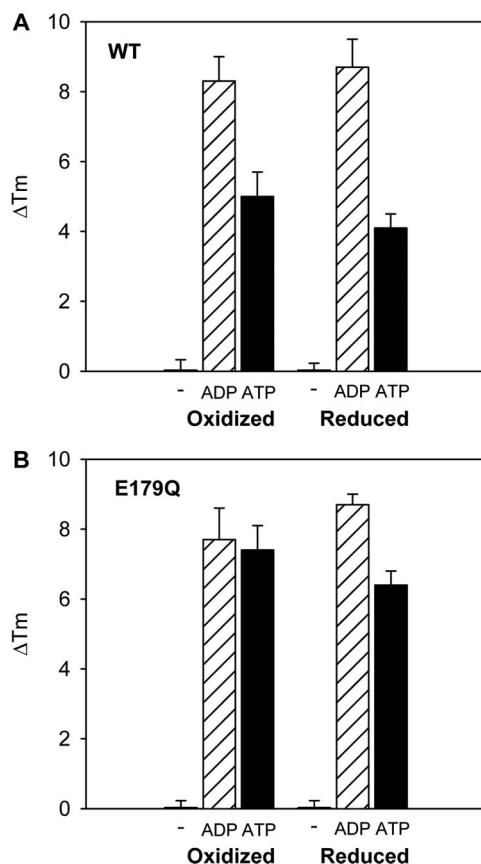 A
WT
10
8
6
4
2
0
ΔTm
- ADP ATP - ADP ATP
Oxidized Reduced
B
E179Q
10
8
6
4
2
0
ΔTm
- ADP ATP - ADP ATP
Oxidized Reduced